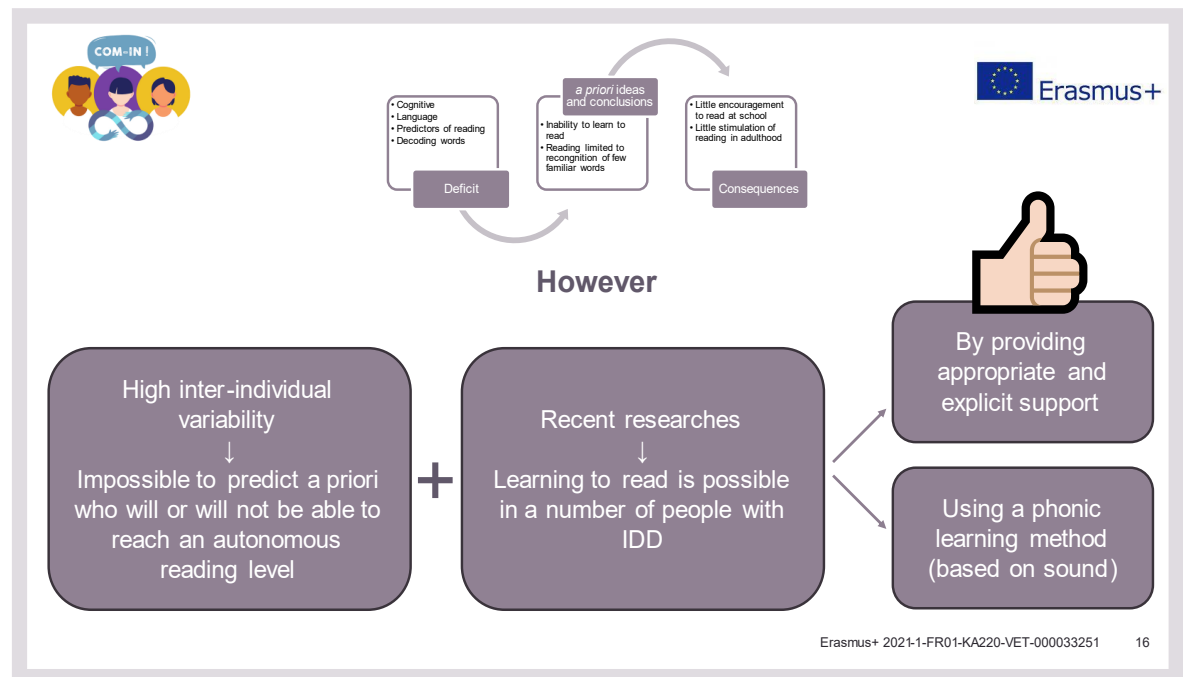 COM-IN !
Erasmus+
• Cognitive
• Language
• Predictors of reading
• Decoding words
Deficit
a priori ideas
and conclusions
• Inability to learn to
read
• Reading limited to
recongnition of few
familiar words
• Little encouragement
to read at school
• Little stimulation of
reading in adulthood
Consequences
However
High inter-individual
variability
↓
Impossible to predict a priori
who will or will not be able to
reach an autonomous
reading level
+
Recent researches
↓
Learning to read is possible
in a number of people with
IDD
By providing
appropriate and
explicit support
Using a phonic
learning method
(based on sound)
Erasmus+ 2021-1-FR01-KA220-VET-000033251
16